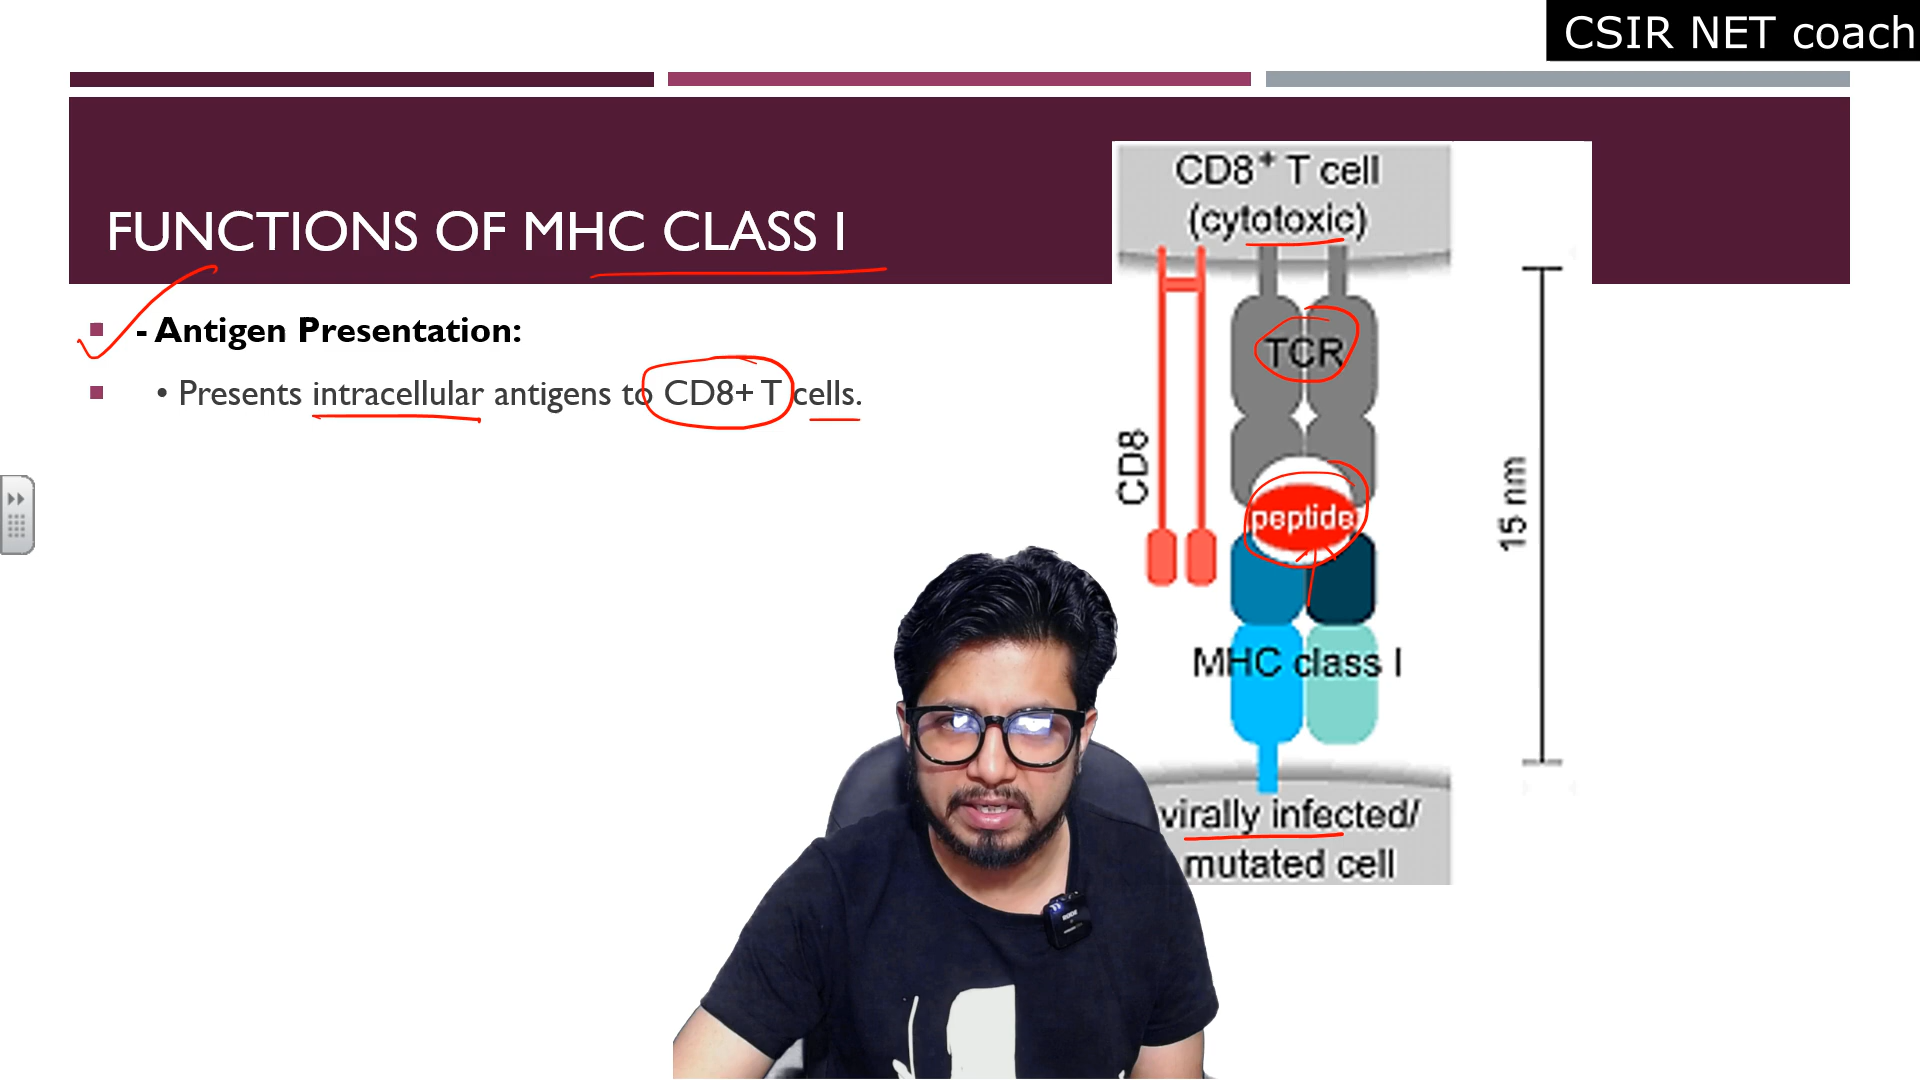 CSIR NET coach
FUNCTIONS OF MHC CLASS I
- Antigen Presentation:
• Presents intracellular antigens to CD8+ T cells.
CD8+ T cell
(cytotoxic)
TCR
CD8
peptide
15 nm
MHC class I
virally infected/
mutated cell